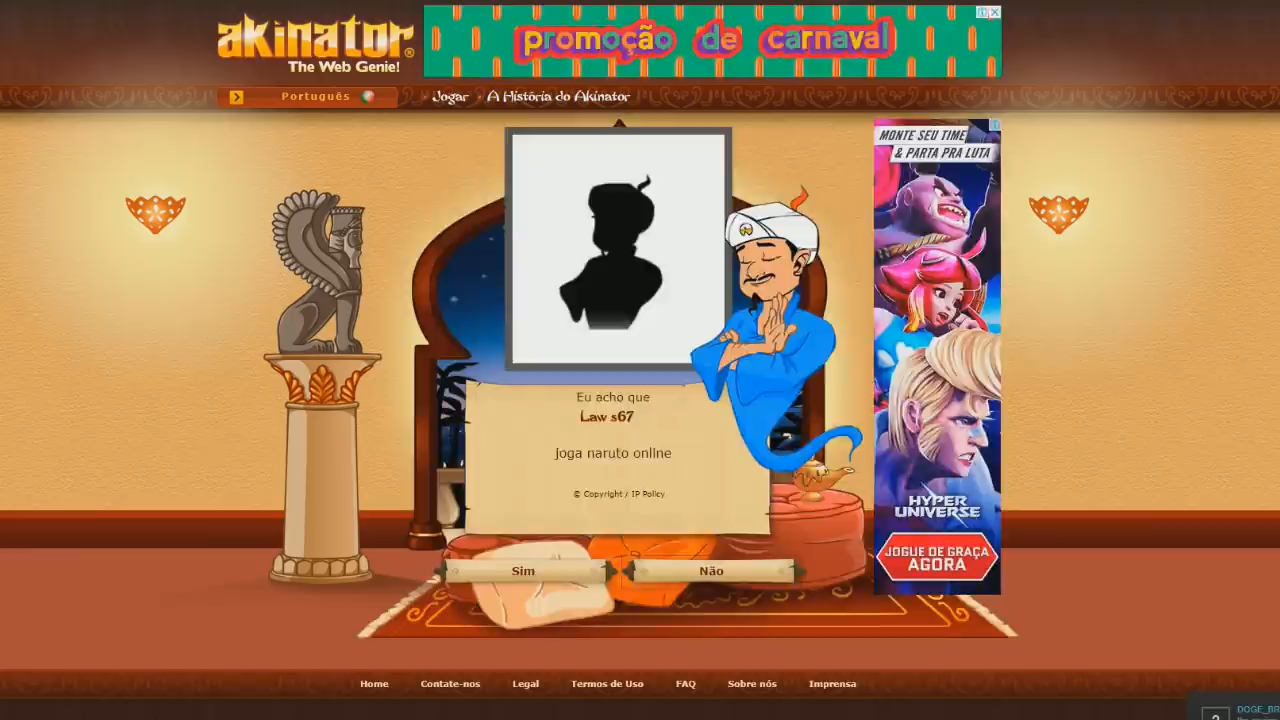 akinator®
The Web Genie!
promoção de carnaval
Português
Jogar
A História do Akinator
MONTE SEU TIME
& PARTA PRA LUTA
Eu acho que
Law s67
joga naruto online
© Copyright / IP Policy
HYPER
UNIVERSE
JOGUE DE GRAÇA
AGORA
Sim
Não
Home
Contate-nos
Legal
Termos de Uso
FAQ
Sobre nós
Imprensa
DOGE_BR